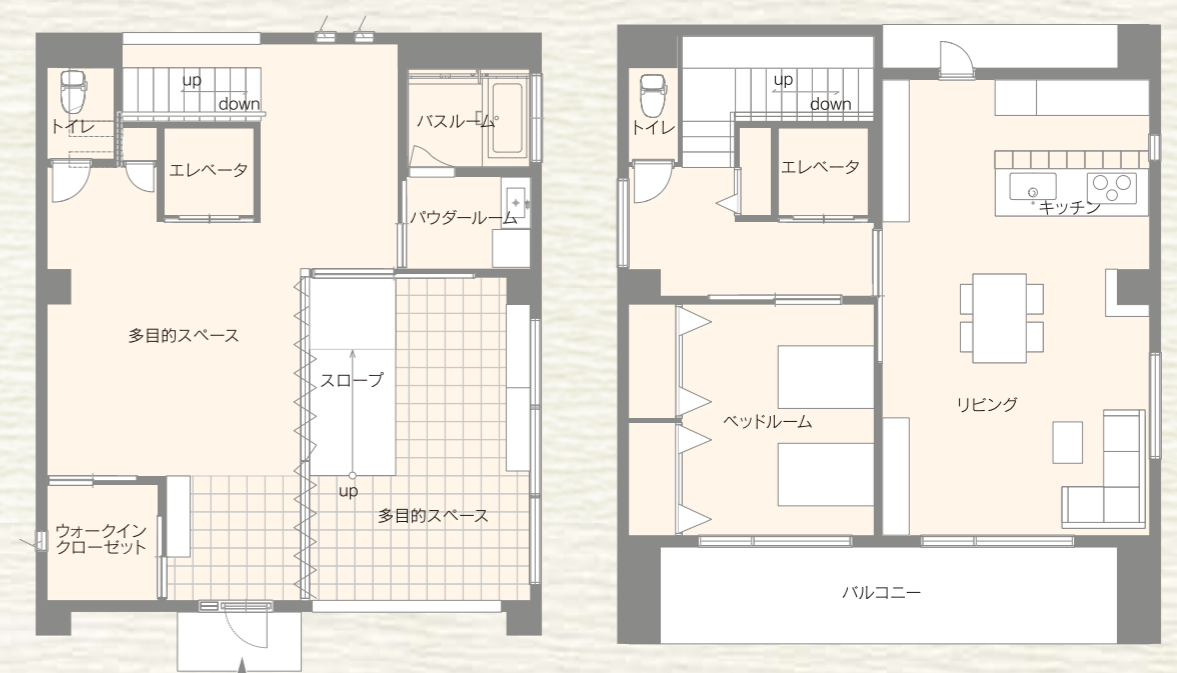 up
down
トイレ
バスルーム
エレベータ
パウダールーム
多目的スペース
スロープ
up
多目的スペース
ウォークイン
クローゼット
up
down
トイレ
エレベータ
キッチン
リビング
ベッドルーム
バルコニー